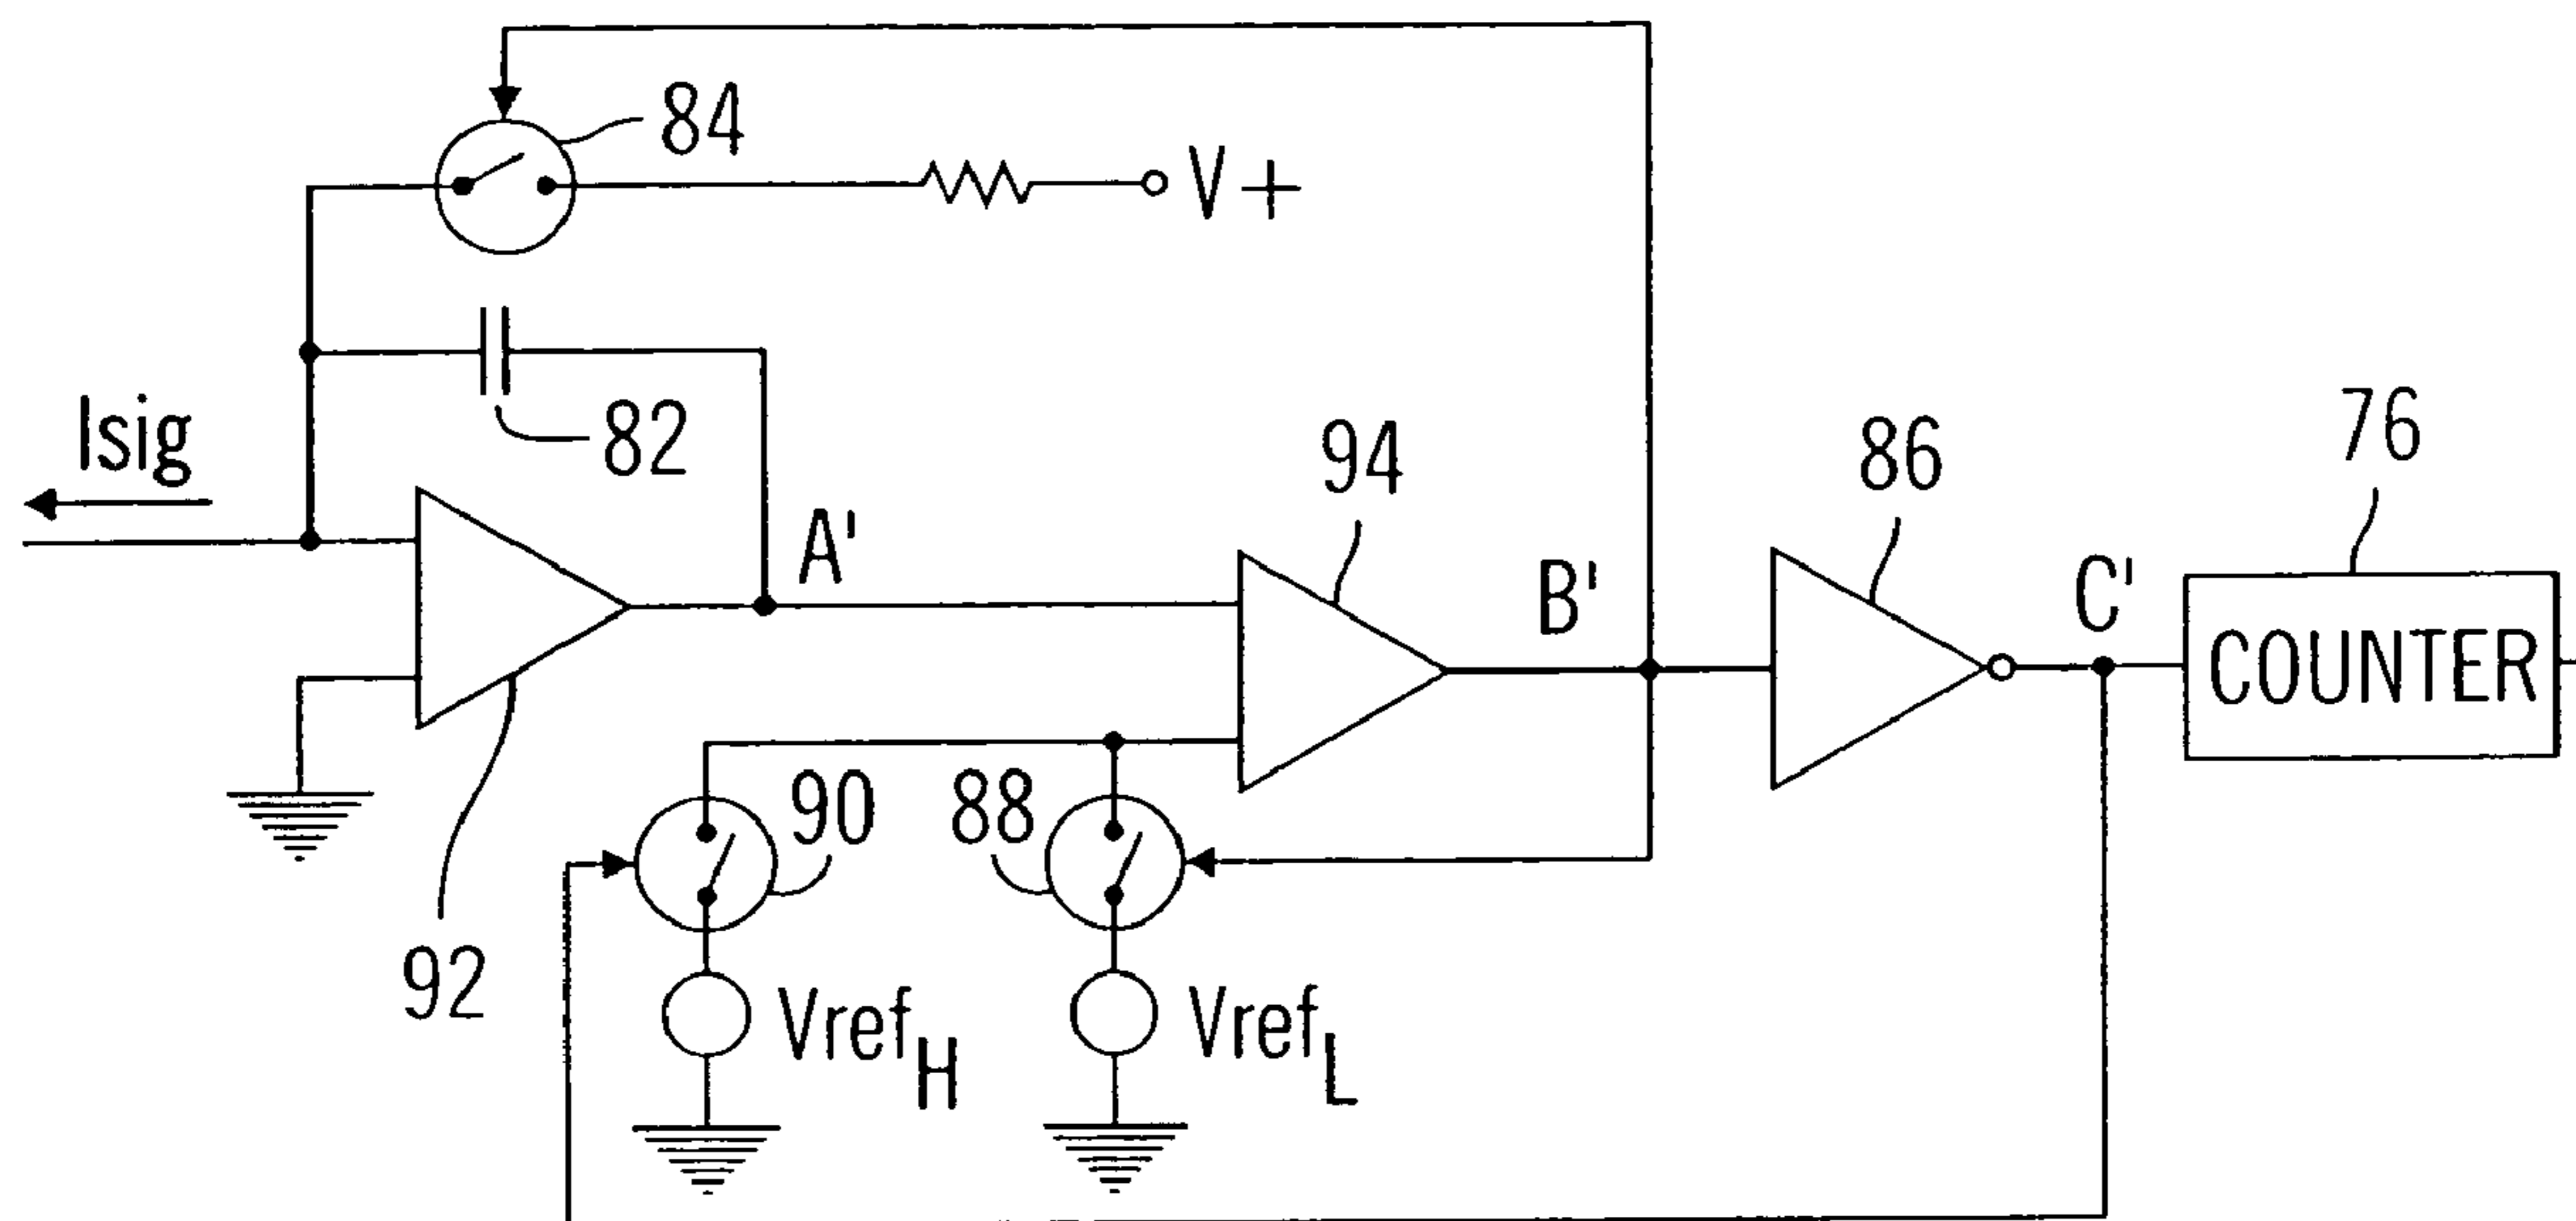 84
V+
Isig
82
94
86
76
A'
B'
C'
COUNTER
90
88
92
VrefH
VrefL